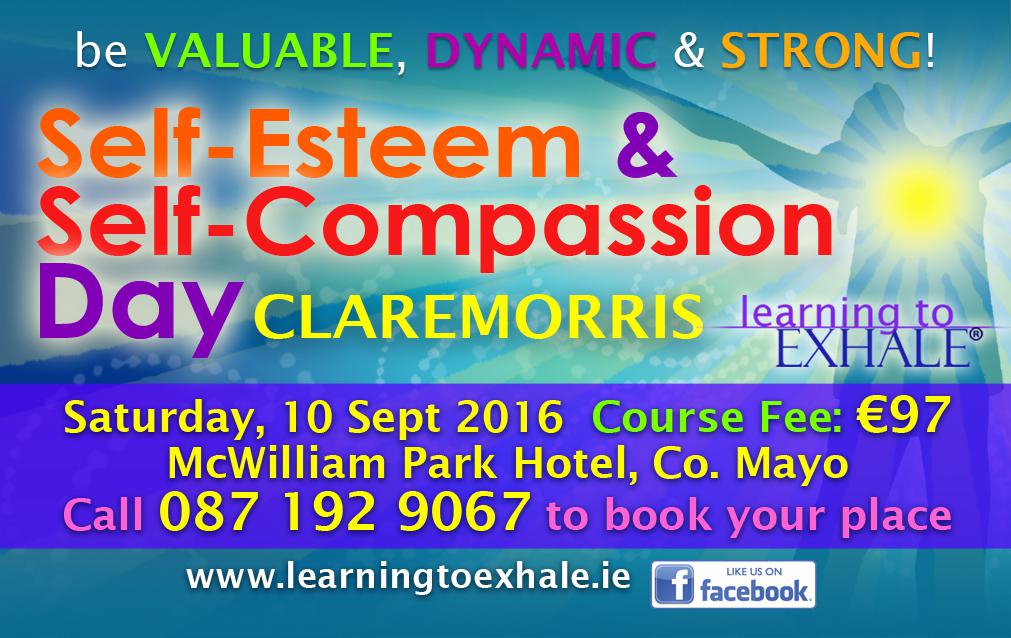 be VALUABLE, DYNAMIC & STRONG!
Self-Esteem &
Self-Compassion
Day CLAREMORRIS
learning to
EXHALE®
Saturday, 10 Sept 2016 Course Fee: €97
McWilliam Park Hotel, Co. Mayo
Call 087 192 9067 to book your place
www.learningtoexhale.ie
LIKE US ON
f facebook.